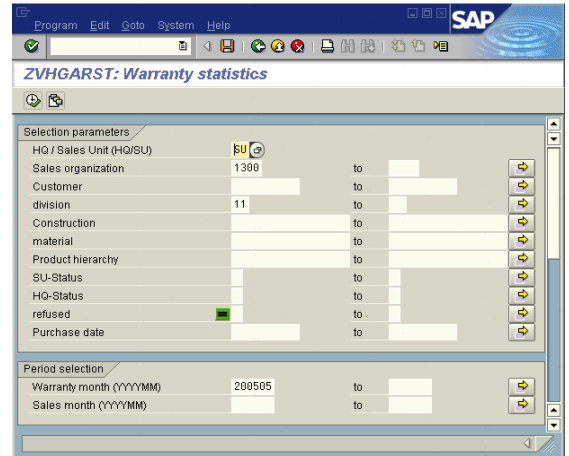 Program Edit Goto System Help
SAP
ZVHGARST: Warranty statistics
Selection parameters
HQ / Sales Unit (HQ/SU) SU
Sales organization 1300 to
Customer to
division 11 to
Construction to
material to
Product hierarchy to
SU-Status to
HQ-Status to
refused to
Purchase date to
Period selection
Warranty month (YYYYMM) 200505 to
Sales month (YYYYMM) to